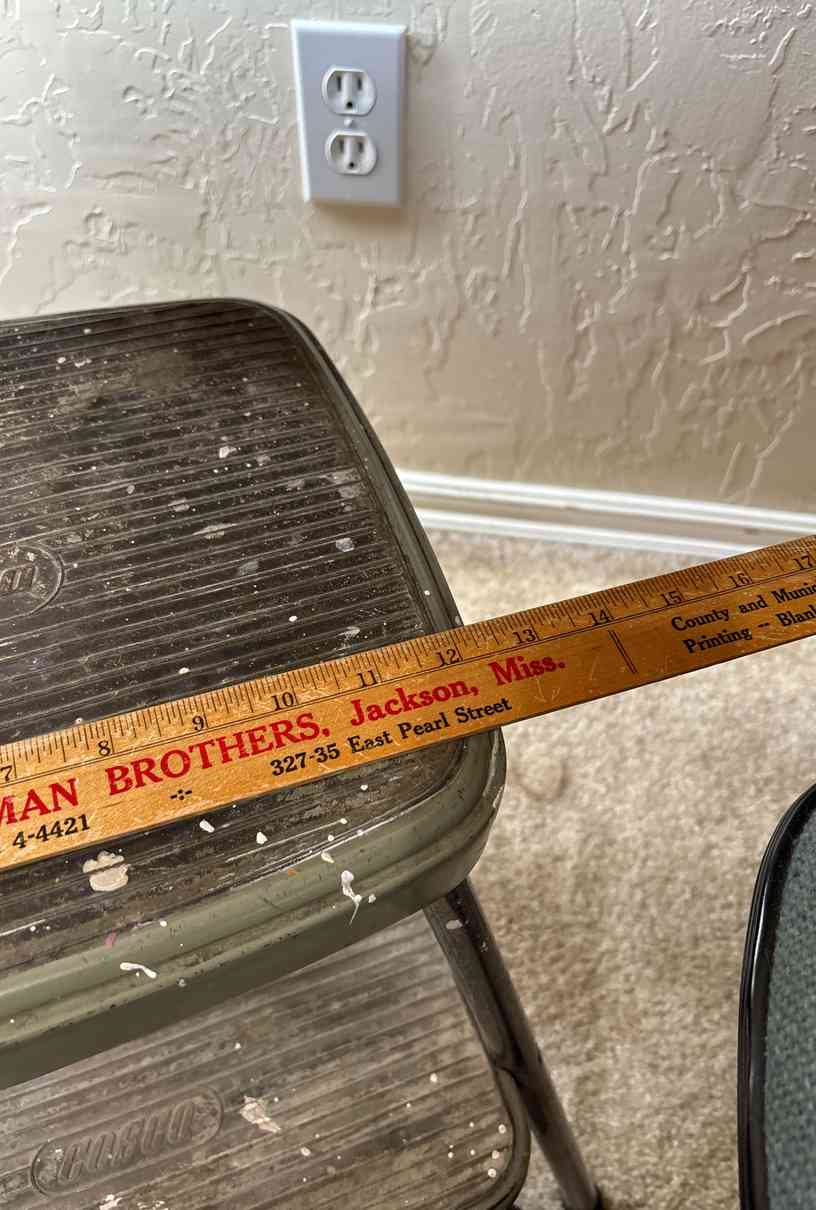 7 8 9 10 11 12 13 14 15 16 17
MAN BROTHERS, Jackson, Miss.
4-4421
327-35 East Pearl Street
County and Munic
Printing -- Blan
COSCO